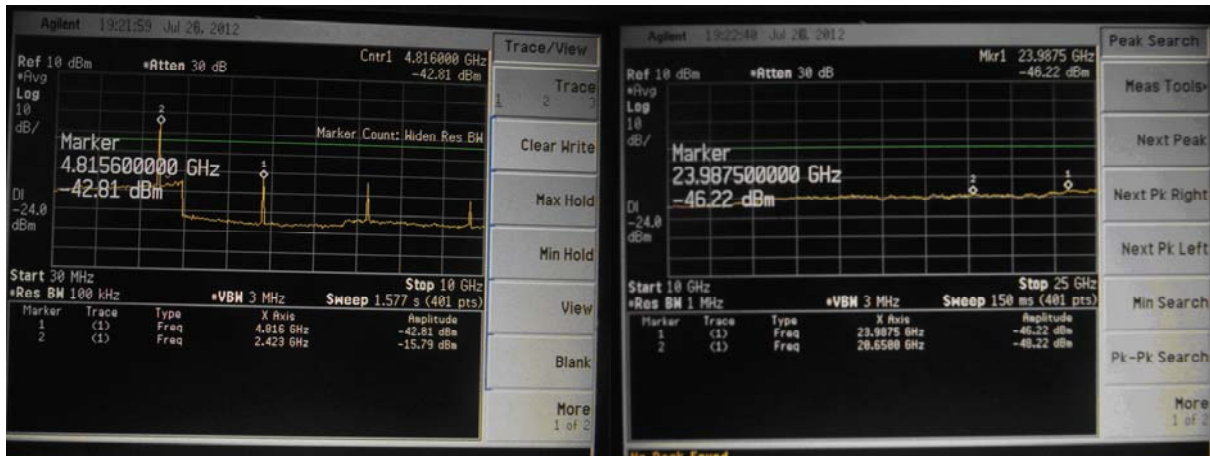 Agilent 19:21:59 Jul 26, 2012
Ref 10 dBm *Atten 30 dB
Cntr1 4.816000 GHz
-42.81 dBm
*Avg
Log
10
dB/
2
Marker Count: Widen Res BW
Marker
4.815600000 GHz
-42.81 dBm
1
DI
-24.0
dBm
Start 30 MHz Stop 10 GHz
*Res BW 100 kHz *VBW 3 MHz Sweep 1.577 s (401 pts)
Marker Trace Type X Axis Amplitude
1 (1) Freq 4.816 GHz -42.81 dBm
2 (1) Freq 2.423 GHz -15.79 dBm
Trace/View
Trace
1 2 3
Clear Write
Max Hold
Min Hold
View
Blank
More
1 of 2
Agilent 19:22:40 Jul 26, 2012
Ref 10 dBm *Atten 30 dB
Mkr1 23.9875 GHz
-46.22 dBm
*Avg
Log
10
dB/
Marker
23.987500000 GHz
-46.22 dBm
2
1
DI
-24.0
dBm
Start 10 GHz Stop 25 GHz
*Res BW 1 MHz *VBW 3 MHz Sweep 150 ms (401 pts)
Marker Trace Type X Axis Amplitude
1 (1) Freq 23.9875 GHz -46.22 dBm
2 (1) Freq 20.6500 GHz -48.22 dBm
Peak Search
Meas Tools
Next Peak
Next Pk Right
Next Pk Left
Min Search
Pk-Pk Search
More
1 of 2
No Peak Found